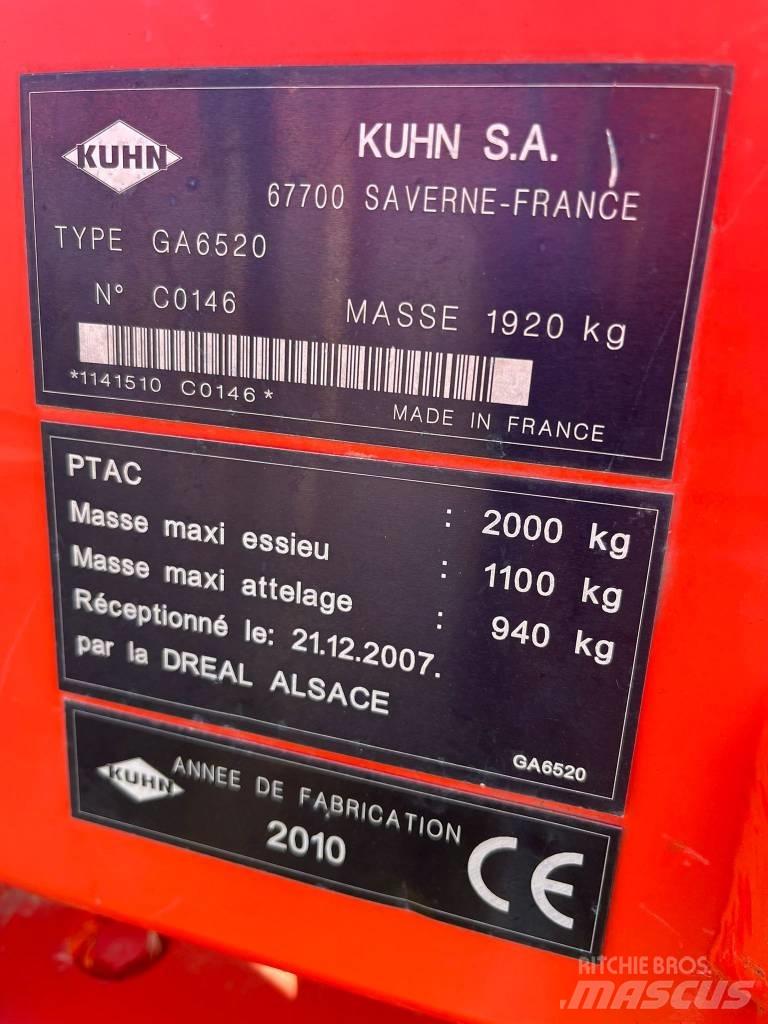 KUHN
KUHN S.A.
67700 SAVERNE-FRANCE
TYPE GA6520
N° C0146
MASSE 1920 kg
*1141510 C0146*
MADE IN FRANCE
PTAC : 2000 kg
Masse maxi essieu : 1100 kg
Masse maxi attelage : 940 kg
Réceptionné le: 21.12.2007.
par la DREAL ALSACE
GA6520
KUHN
ANNEE DE FABRICATION
2010
CE
RITCHIE BROS.
MASCUS